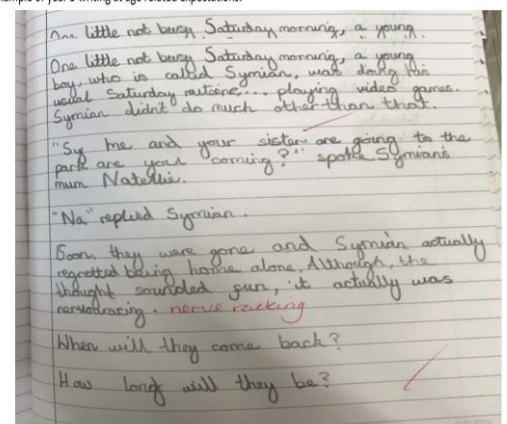 little not busy Saturday morning, a young
One little not busy Saturday morning, a young
boy, who is called Symian, was doing his
usual Saturday routine... playing video games.
Symian didn't do much other than that.
"Sy me and your sister are going to the
park are you coming?" spoke Symian's
mum Natellie.
"Na" replied Symian.
Soon, they were gone and Symian actually
regretted being home alone. Although, the
thought sounded fun, it actually was
nerve racking
When will they come back?
How long will they be?